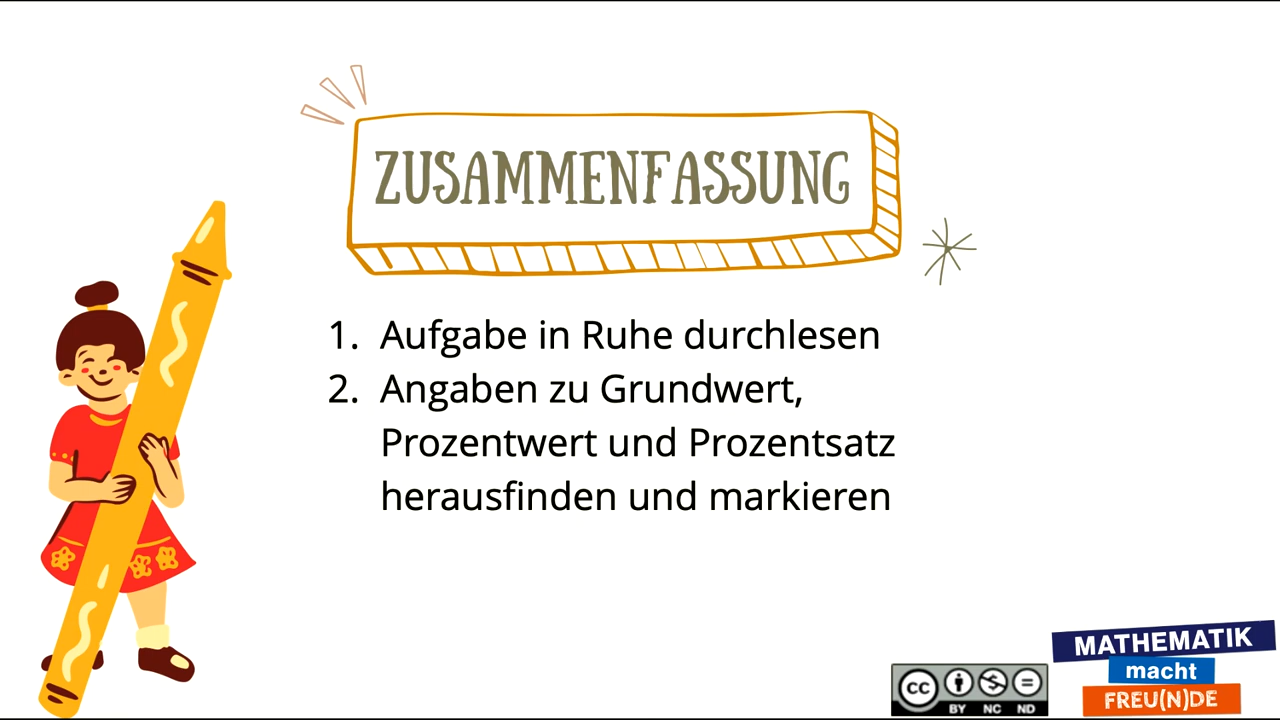 ZUSAMMENFASSUNG
1. Aufgabe in Ruhe durchlesen
2. Angaben zu Grundwert,
Prozentwert und Prozentsatz
herausfinden und markieren
MATHEMATIK
macht
FREU(N)DE
cc
BY NC ND